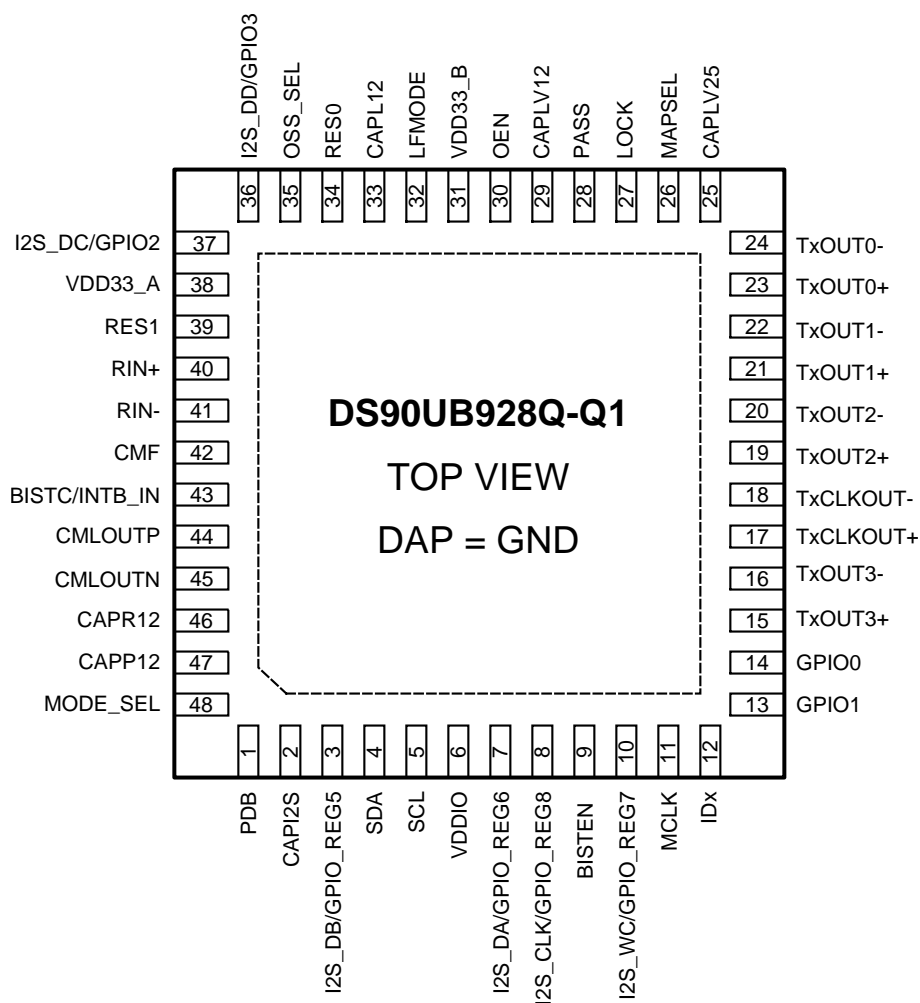 I2S_DD/GPIO3
OSS_SEL
RES0
CAPL12
LFMODE
VDD33_B
OEN
CAPLV12
PASS
LOCK
MAPSEL
CAPLV25
36
35
34
33
32
31
30
29
28
27
26
25
I2S_DC/GPIO2 37
VDD33_A 38
RES1 39
RIN+ 40
RIN- 41
CMF 42
BISTC/INTB_IN 43
CMLOUTP 44
CMLOUTN 45
CAPR12 46
CAPP12 47
MODE_SEL 48
DS90UB928Q-Q1
TOP VIEW
DAP = GND
24 TxOUT0-
23 TxOUT0+
22 TxOUT1-
21 TxOUT1+
20 TxOUT2-
19 TxOUT2+
18 TxCLKOUT-
17 TxCLKOUT+
16 TxOUT3-
15 TxOUT3+
14 GPIO0
13 GPIO1
1
2
3
4
5
6
7
8
9
10
11
12
PDB
CAPI2S
I2S_DB/GPIO_REG5
SDA
SCL
VDDIO
I2S_DA/GPIO_REG6
I2S_CLK/GPIO_REG8
BISTEN
I2S_WC/GPIO_REG7
MCLK
IDx